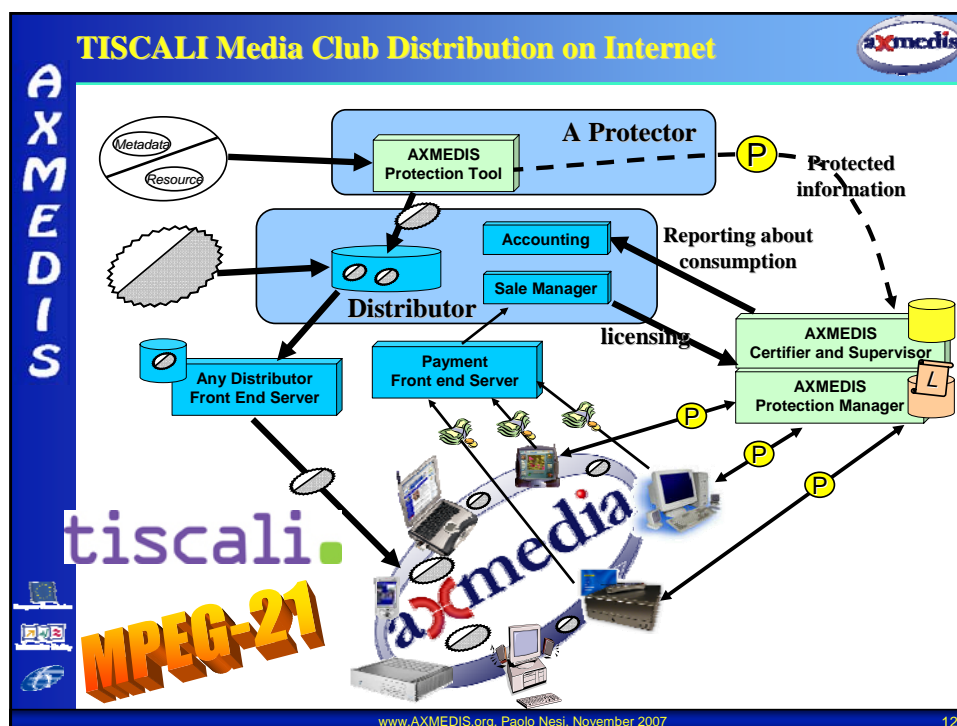 TISCALI Media Club Distribution on Internet
axmedis
AXMEDIS
Metadata
Resource
A Protector
AXMEDIS
Protection Tool
P
Protected
information
Accounting
Reporting about
consumption
Sale Manager
Distributor
licensing
AXMEDIS
Certifier and Supervisor
L
AXMEDIS
Protection Manager
Any Distributor
Front End Server
Payment
Front end Server
P
P
P
tiscali.
axmedia
MPEG-21
www.AXMEDIS.org, Paolo Nesi, November 2007
12